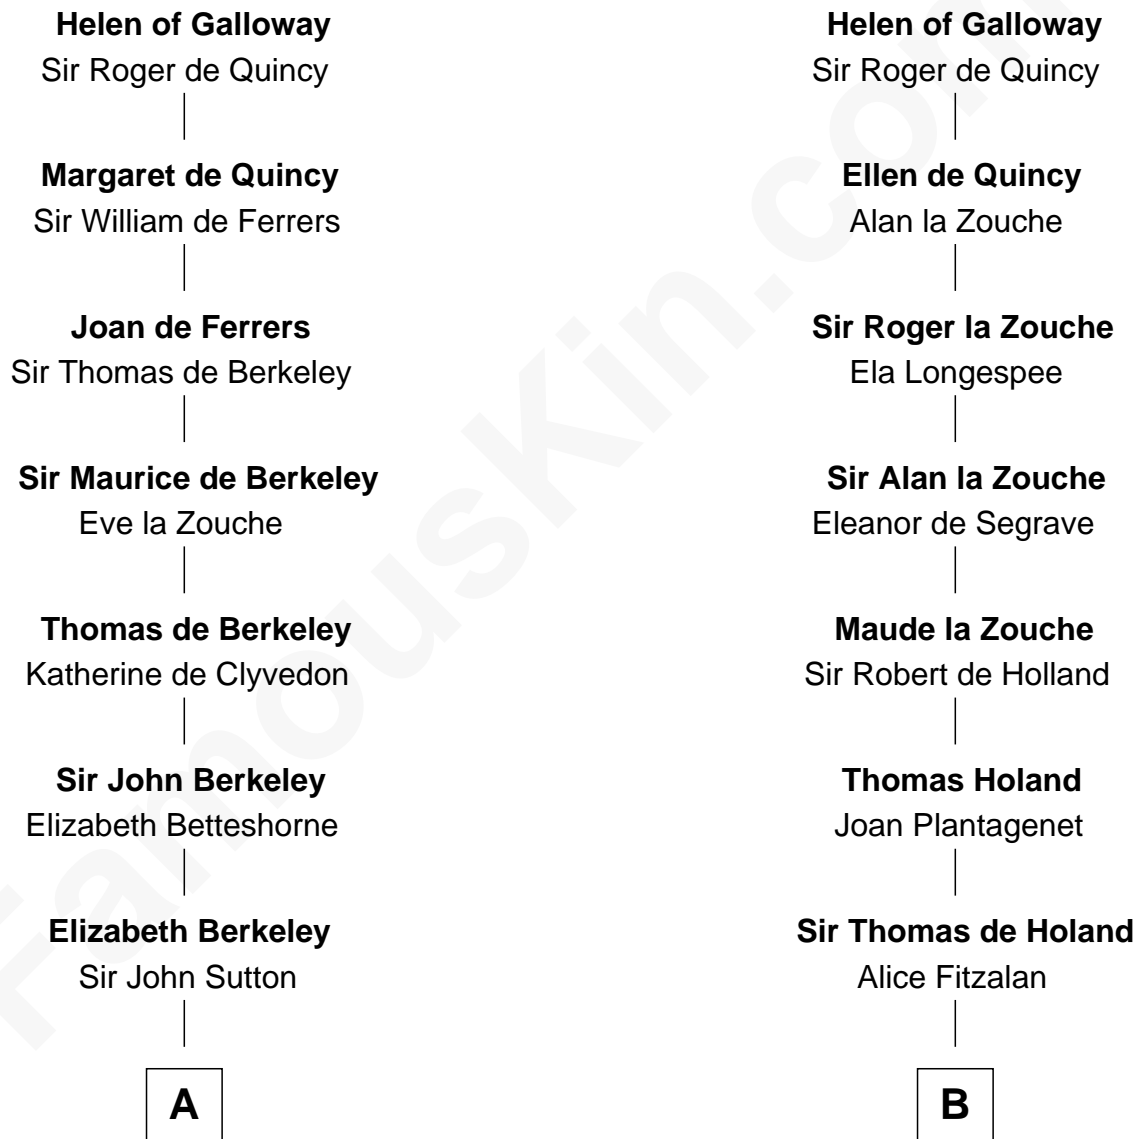 Helen of Galloway
Sir Roger de Quincy
Margaret de Quincy
Sir William de Ferrers
Joan de Ferrers
Sir Thomas de Berkeley
Sir Maurice de Berkeley
Eve la Zouche
Thomas de Berkeley
Katherine de Clyvedon
Sir John Berkeley
Elizabeth Betteshorne
Elizabeth Berkeley
Sir John Sutton
A
Helen of Galloway
Sir Roger de Quincy
Ellen de Quincy
Alan la Zouche
Sir Roger la Zouche
Ela Longespee
Sir Alan la Zouche
Eleanor de Segrave
Maude la Zouche
Sir Robert de Holland
Thomas Holand
Joan Plantagenet
Sir Thomas de Holand
Alice Fitzalan
B
FamousKin.com